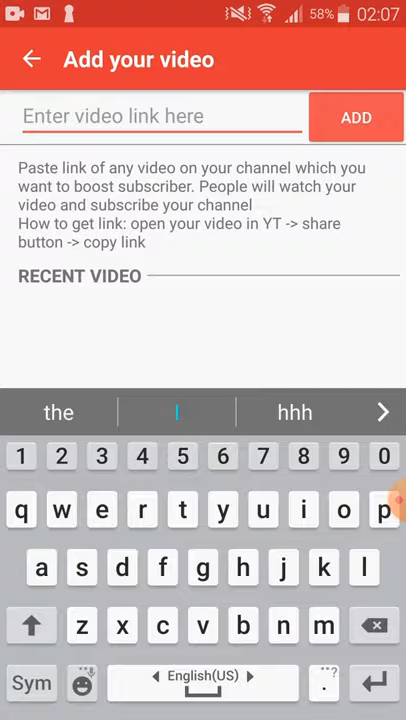 58% 02:07
Add your video
Enter video link here
ADD
Paste link of any video on your channel which you
want to boost subscriber. People will watch your
video and subscribe your channel
How to get link: open your video in YT -> share
button -> copy link
RECENT VIDEO
the I hhh
1 2 3 4 5 6 7 8 9 0
q w e r t y u i o p
a s d f g h j k l
z x c v b n m
Sym English(US) . ...?